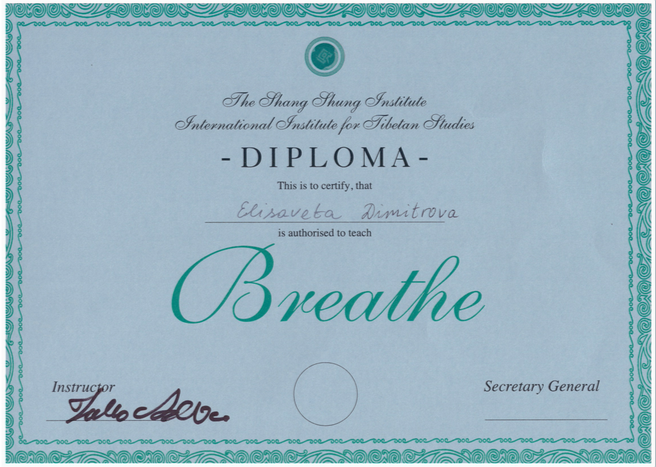 The Shang Shung Institute
International Institute for Tibetan Studies
- DIPLOMA -
This is to certify, that
Elisaveta Dimitrova
is authorised to teach
Breathe
Instructor
Secretary General